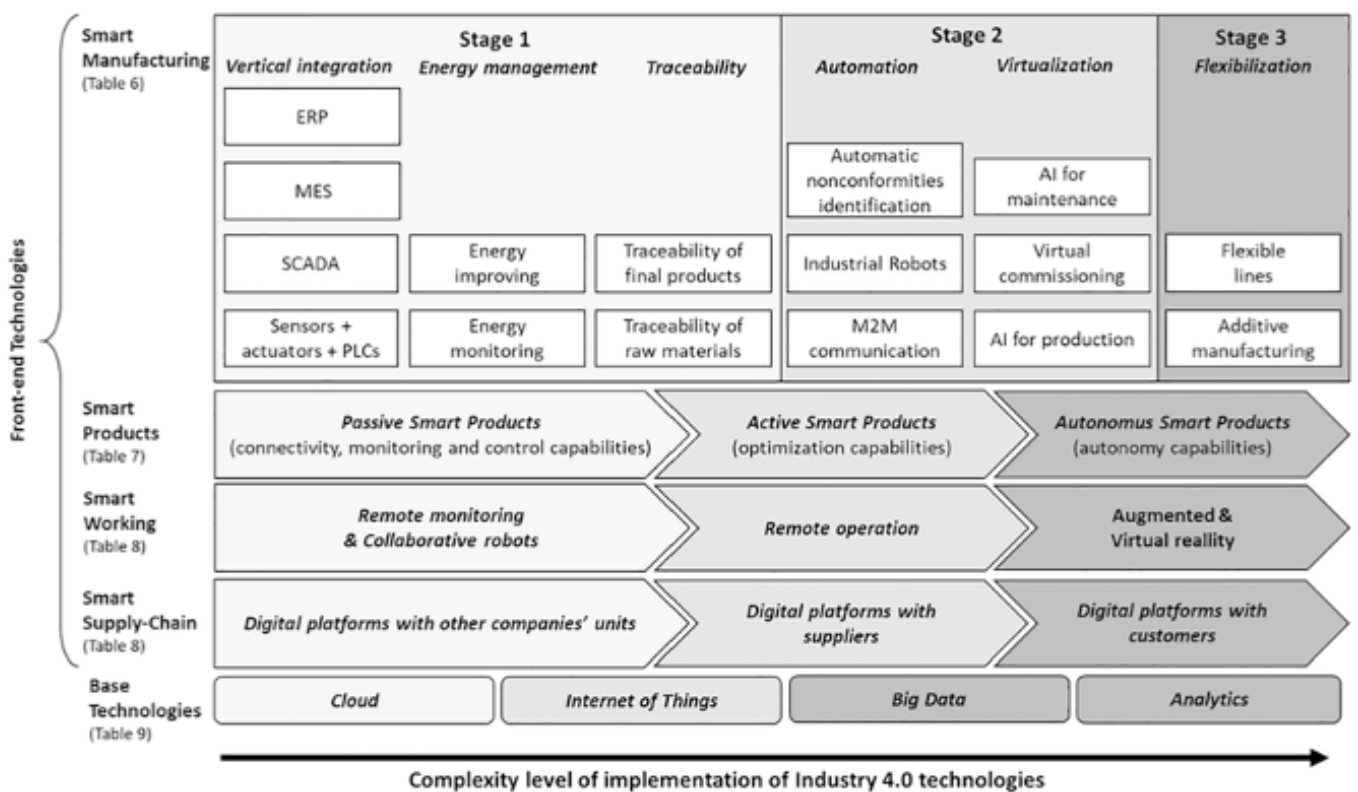 Front-end Technologies
Smart
Manufacturing
(Table 6)
Stage 1
Stage 2
Stage 3
Vertical integration
Energy management
Traceability
Automation
Virtualization
Flexibilization
ERP
MES
SCADA
Sensors +
actuators + PLCs
Energy
improving
Energy
monitoring
Traceability of
final products
Traceability of
raw materials
Automatic
nonconformities
identification
Industrial Robots
M2M
communication
AI for
maintenance
Virtual
commissioning
AI for production
Flexible
lines
Additive
manufacturing
Smart
Products
(Table 7)
Passive Smart Products
(connectivity, monitoring and control capabilities)
Active Smart Products
(optimization capabilities)
Autonomus Smart Products
(autonomy capabilities)
Smart
Working
(Table 8)
Remote monitoring
& Collaborative robots
Remote operation
Augmented &
Virtual reallity
Smart
Supply-Chain
(Table 8)
Digital platforms with other companies' units
Digital platforms with
suppliers
Digital platforms with
customers
Base
Technologies
(Table 9)
Cloud
Internet of Things
Big Data
Analytics
Complexity level of implementation of Industry 4.0 technologies